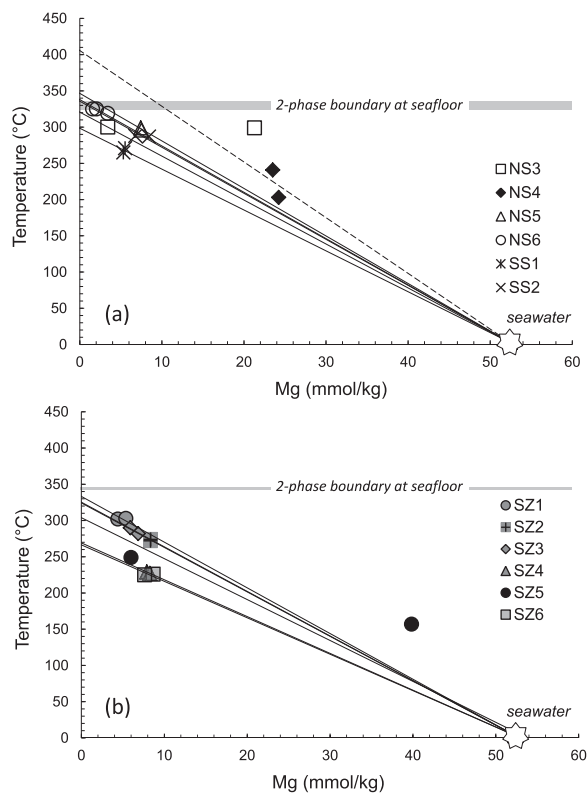 450
400
350
300
250
200
150
100
50
0
Temperature (°C)
2-phase boundary at seafloor
NS3
NS4
NS5
NS6
SS1
SS2
seawater
(a)
0 10 20 30 40 50 60
Mg (mmol/kg)
450
400
350
300
250
200
150
100
50
0
Temperature (°C)
2-phase boundary at seafloor
SZ1
SZ2
SZ3
SZ4
SZ5
SZ6
seawater
(b)
0 10 20 30 40 50 60
Mg (mmol/kg)